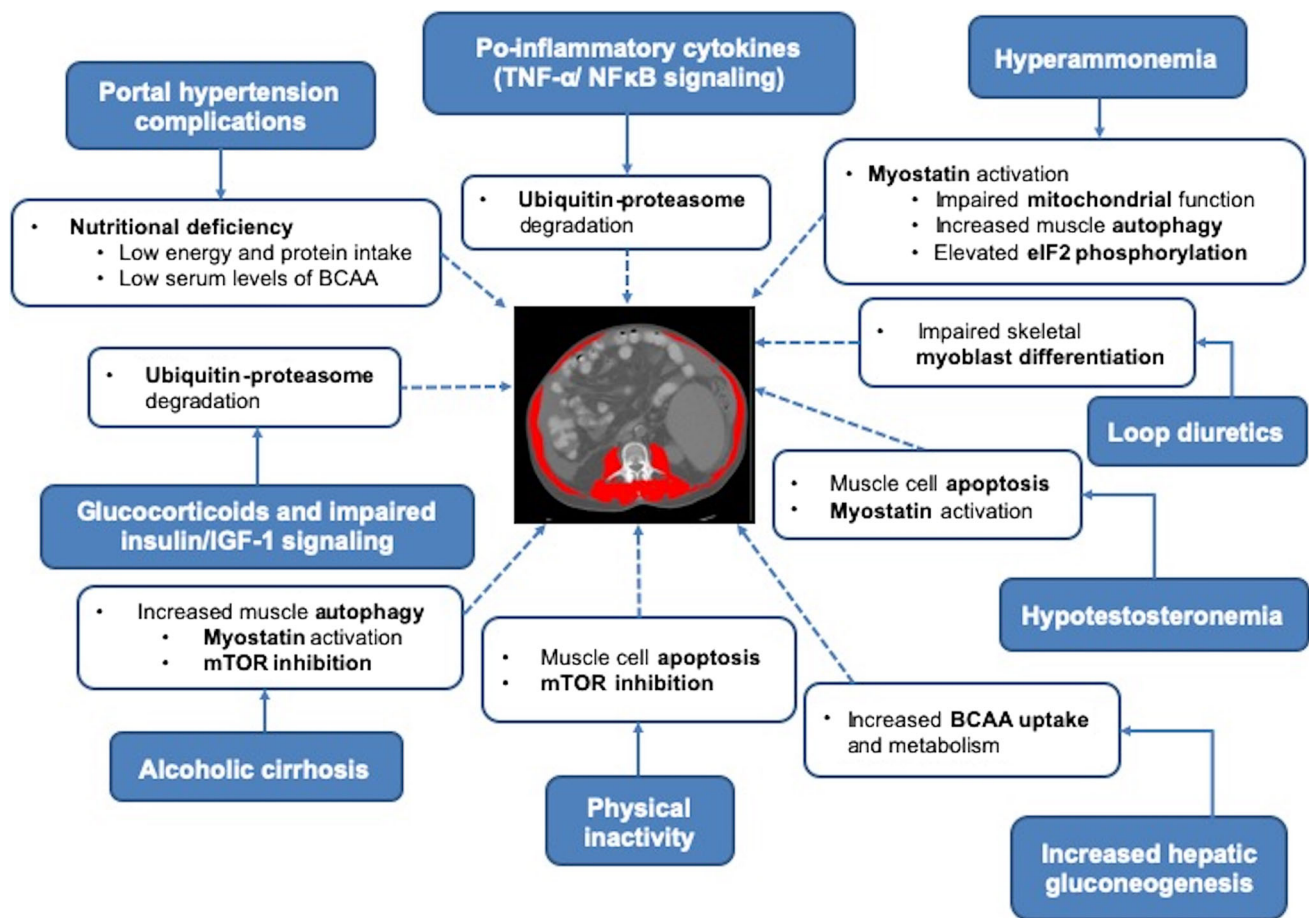 Po-inflammatory cytokines
(TNF-α/ NFκB signaling)
Hyperammonemia
Portal hypertension
complications
• Myostatin activation
• Impaired mitochondrial function
• Increased muscle autophagy
• Elevated eIF2 phosphorylation
• Ubiquitin-proteasome
degradation
• Nutritional deficiency
• Low energy and protein intake
• Low serum levels of BCAA
• Impaired skeletal
myoblast differentiation
• Ubiquitin-proteasome
degradation
Loop diuretics
• Muscle cell apoptosis
• Myostatin activation
Glucocorticoids and impaired
insulin/IGF-1 signaling
• Increased muscle autophagy
• Myostatin activation
• mTOR inhibition
Hypotestosteronemia
• Muscle cell apoptosis
• mTOR inhibition
• Increased BCAA uptake
and metabolism
Alcoholic cirrhosis
Physical
inactivity
Increased hepatic
gluconeogenesis